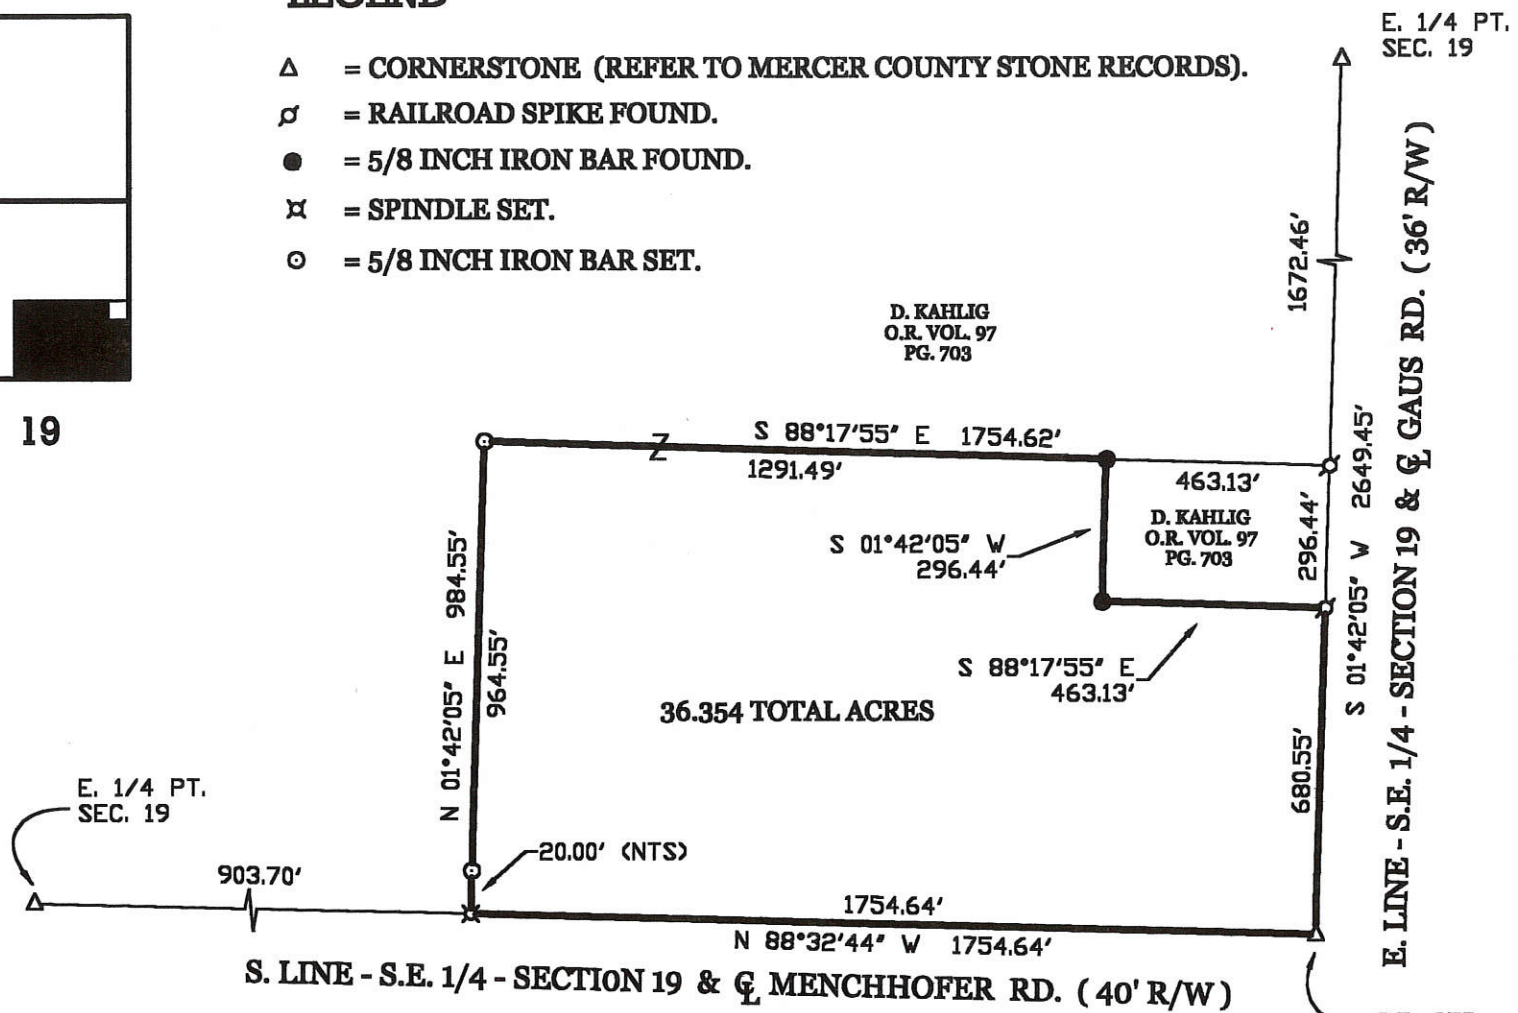 LEGEND
= CORNERSTONE (REFER TO MERCER COUNTY STONE RECORDS).
= RAILROAD SPIKE FOUND.
= 5/8 INCH IRON BAR FOUND.
= SPINDLE SET.
= 5/8 INCH IRON BAR SET.
19
E. 1/4 PT.
SEC. 19
1672.46'
D. KAHLIG
O.R. VOL. 97
PG. 703
S 88°17'55" E 1754.62'
1291.49'
463.13'
D. KAHLIG
O.R. VOL. 97
PG. 703
S 01°42'05" W
296.44'
296.44'
S 01°42'05" W 2649.45'
E. LINE - S.E. 1/4 - SECTION 19 & ℄ GAUS RD. ( 36' R/W )
N 01°42'05" E 984.55'
964.55'
S 88°17'55" E
463.13'
36.354 TOTAL ACRES
680.55'
E. 1/4 PT.
SEC. 19
903.70'
20.00' (NTS)
1754.64'
N 88°32'44" W 1754.64'
S. LINE - S.E. 1/4 - SECTION 19 & ℄ MENCHHOFER RD. ( 40' R/W )